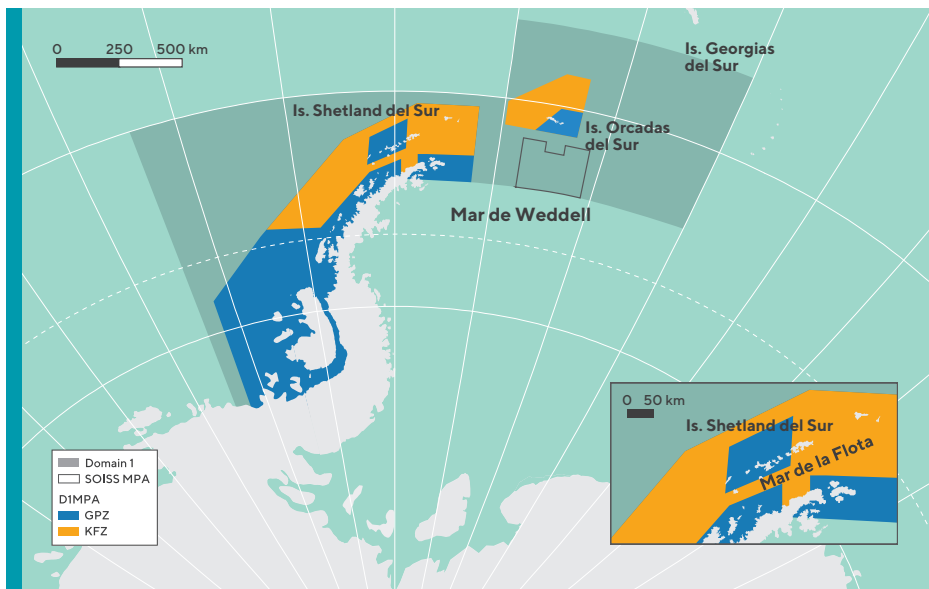 0 250 500 km
Is. Georgias
del Sur
Is. Shetland del Sur
Is. Orcadas
del Sur
Mar de Weddell
0 50 km
Is. Shetland del Sur
Mar de la Flota
Domain 1
SOISS MPA
D1MPA
GPZ
KFZ